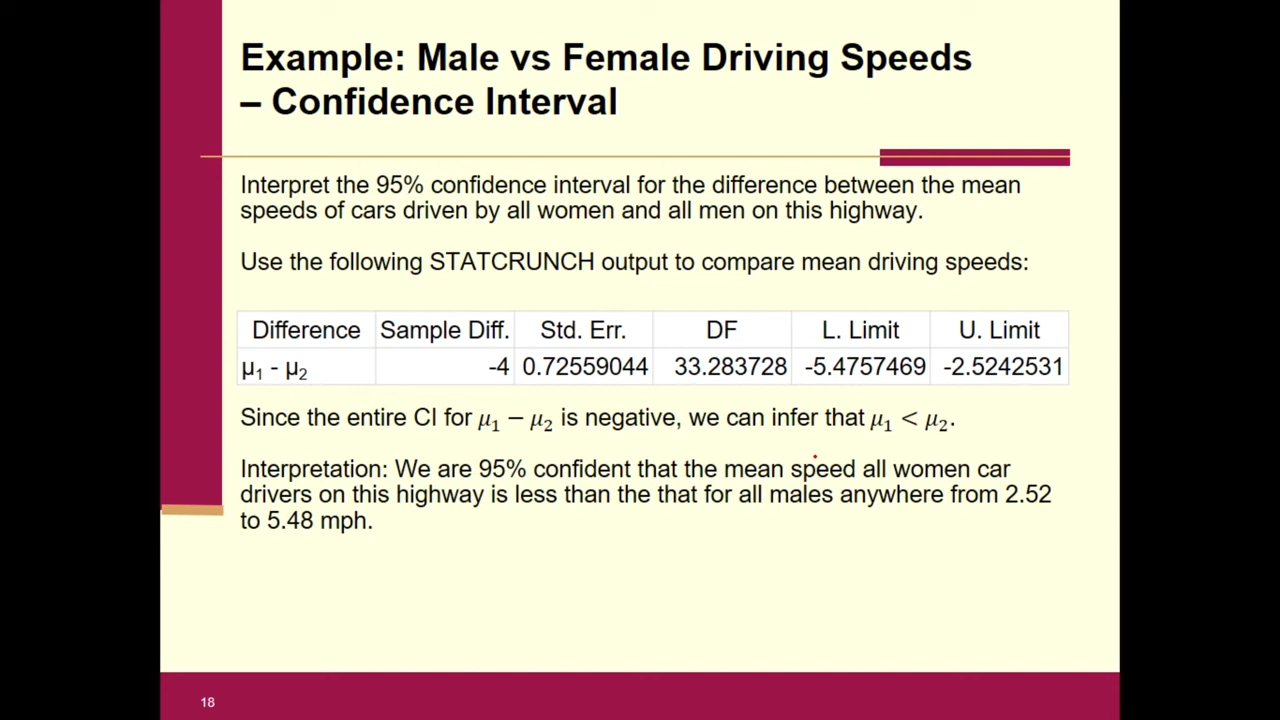 Example: Male vs Female Driving Speeds
– Confidence Interval
Interpret the 95% confidence interval for the difference between the mean
speeds of cars driven by all women and all men on this highway.
Use the following STATCRUNCH output to compare mean driving speeds:
Difference Sample Diff. Std. Err. DF L. Limit U. Limit
μ₁ - μ₂ -4 0.72559044 33.283728 -5.4757469 -2.5242531
Since the entire CI for μ₁ − μ₂ is negative, we can infer that μ₁ < μ₂.
Interpretation: We are 95% confident that the mean speed all women car
drivers on this highway is less than the that for all males anywhere from 2.52
to 5.48 mph.
18